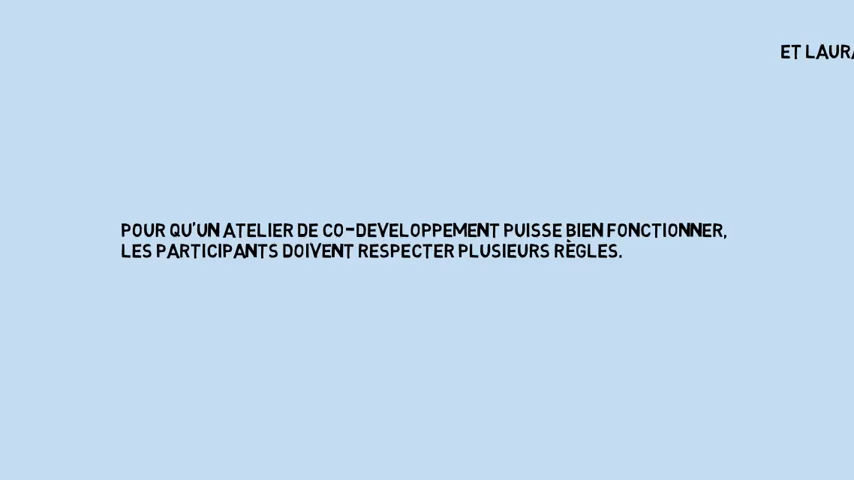 ET LAURA
POUR QU'UN ATELIER DE CO-DEVELOPPEMENT PUISSE BIEN FONCTIONNER,
LES PARTICIPANTS DOIVENT RESPECTER PLUSIEURS RÈGLES.